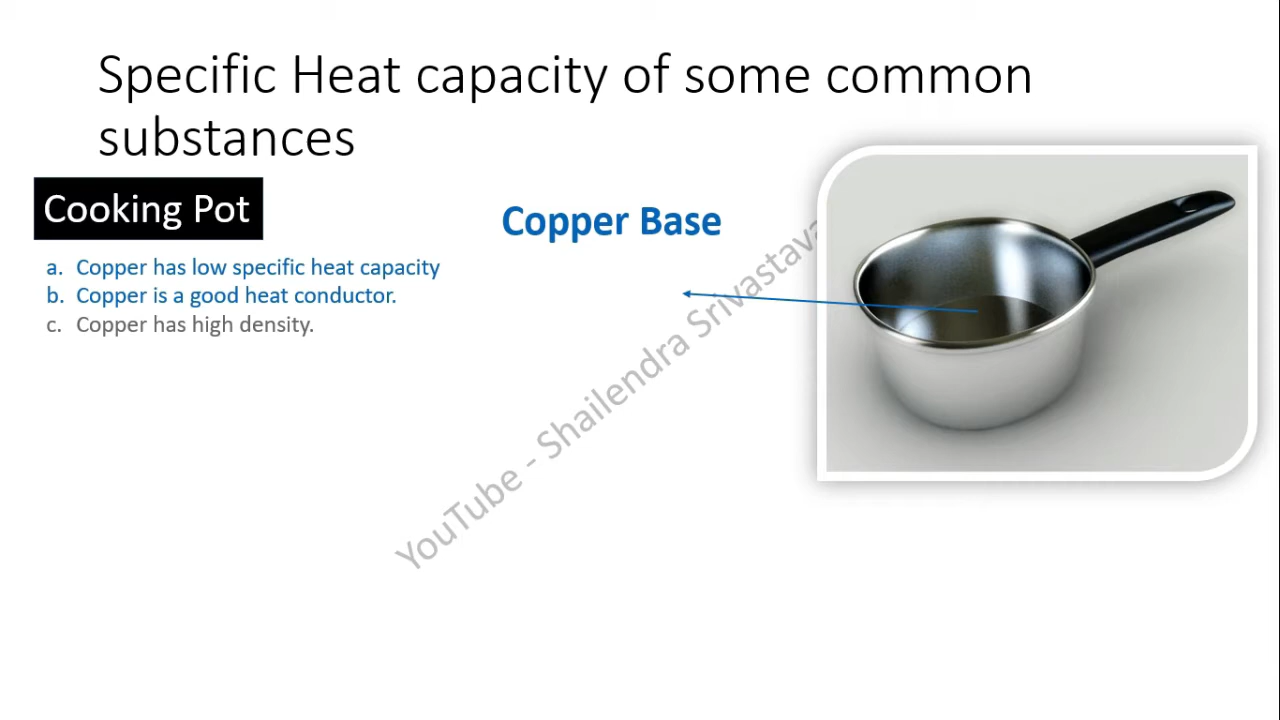 Specific Heat capacity of some common
substances
Cooking Pot
Copper Base
a. Copper has low specific heat capacity
b. Copper is a good heat conductor.
c. Copper has high density.
YouTube - Shailendra Srivastava